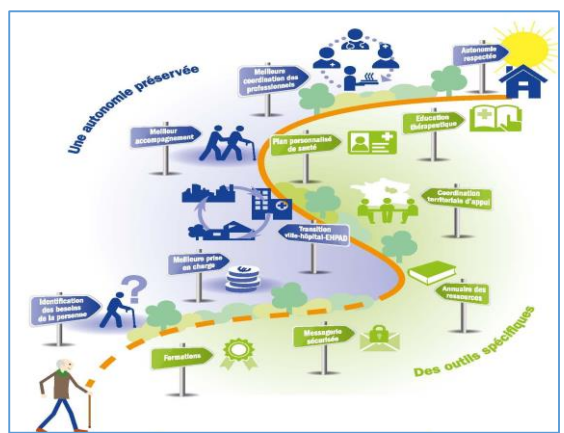 Une autonomie préservée
Meilleure
coordination des
professionnels
Autonomie
respectée
Meilleur
accompagnement
Plan personnalisé
de santé
Education
thérapeutique
Coordination
territoriale d'appui
Transition
ville-hôpital-EHPAD
Meilleure prise
en charge
Identification
des besoins
de la personne
?
Annuaire des
ressources
Formations
Messagerie
sécurisée
Des outils spécifiques